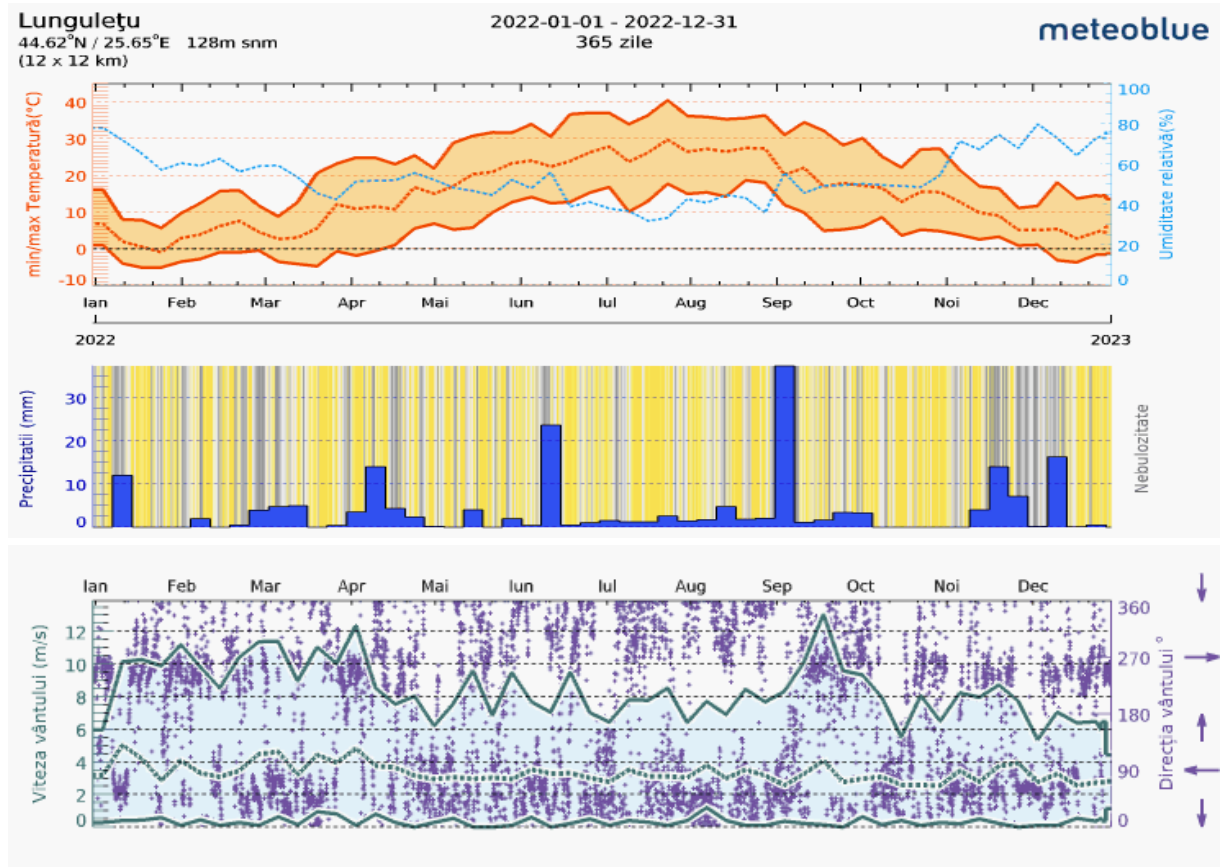 Lungulețu
44.62°N / 25.65°E 128m snm
(12 x 12 km)
2022-01-01 - 2022-12-31
365 zile
meteoblue
min/max Temperatură(°C)
40
30
20
10
0
-10
100
80
60
40
20
0
Umiditate relativă(%)
Ian Feb Mar Apr Mai Iun Iul Aug Sep Oct Noi Dec
2022 2023
Precipitatii (mm)
30
20
10
0
Nebulozitate
Ian Feb Mar Apr Mai Iun Iul Aug Sep Oct Noi Dec
Viteza vântului (m/s)
12
10
8
6
4
2
0
360
270
180
90
0
Direcția vântului °